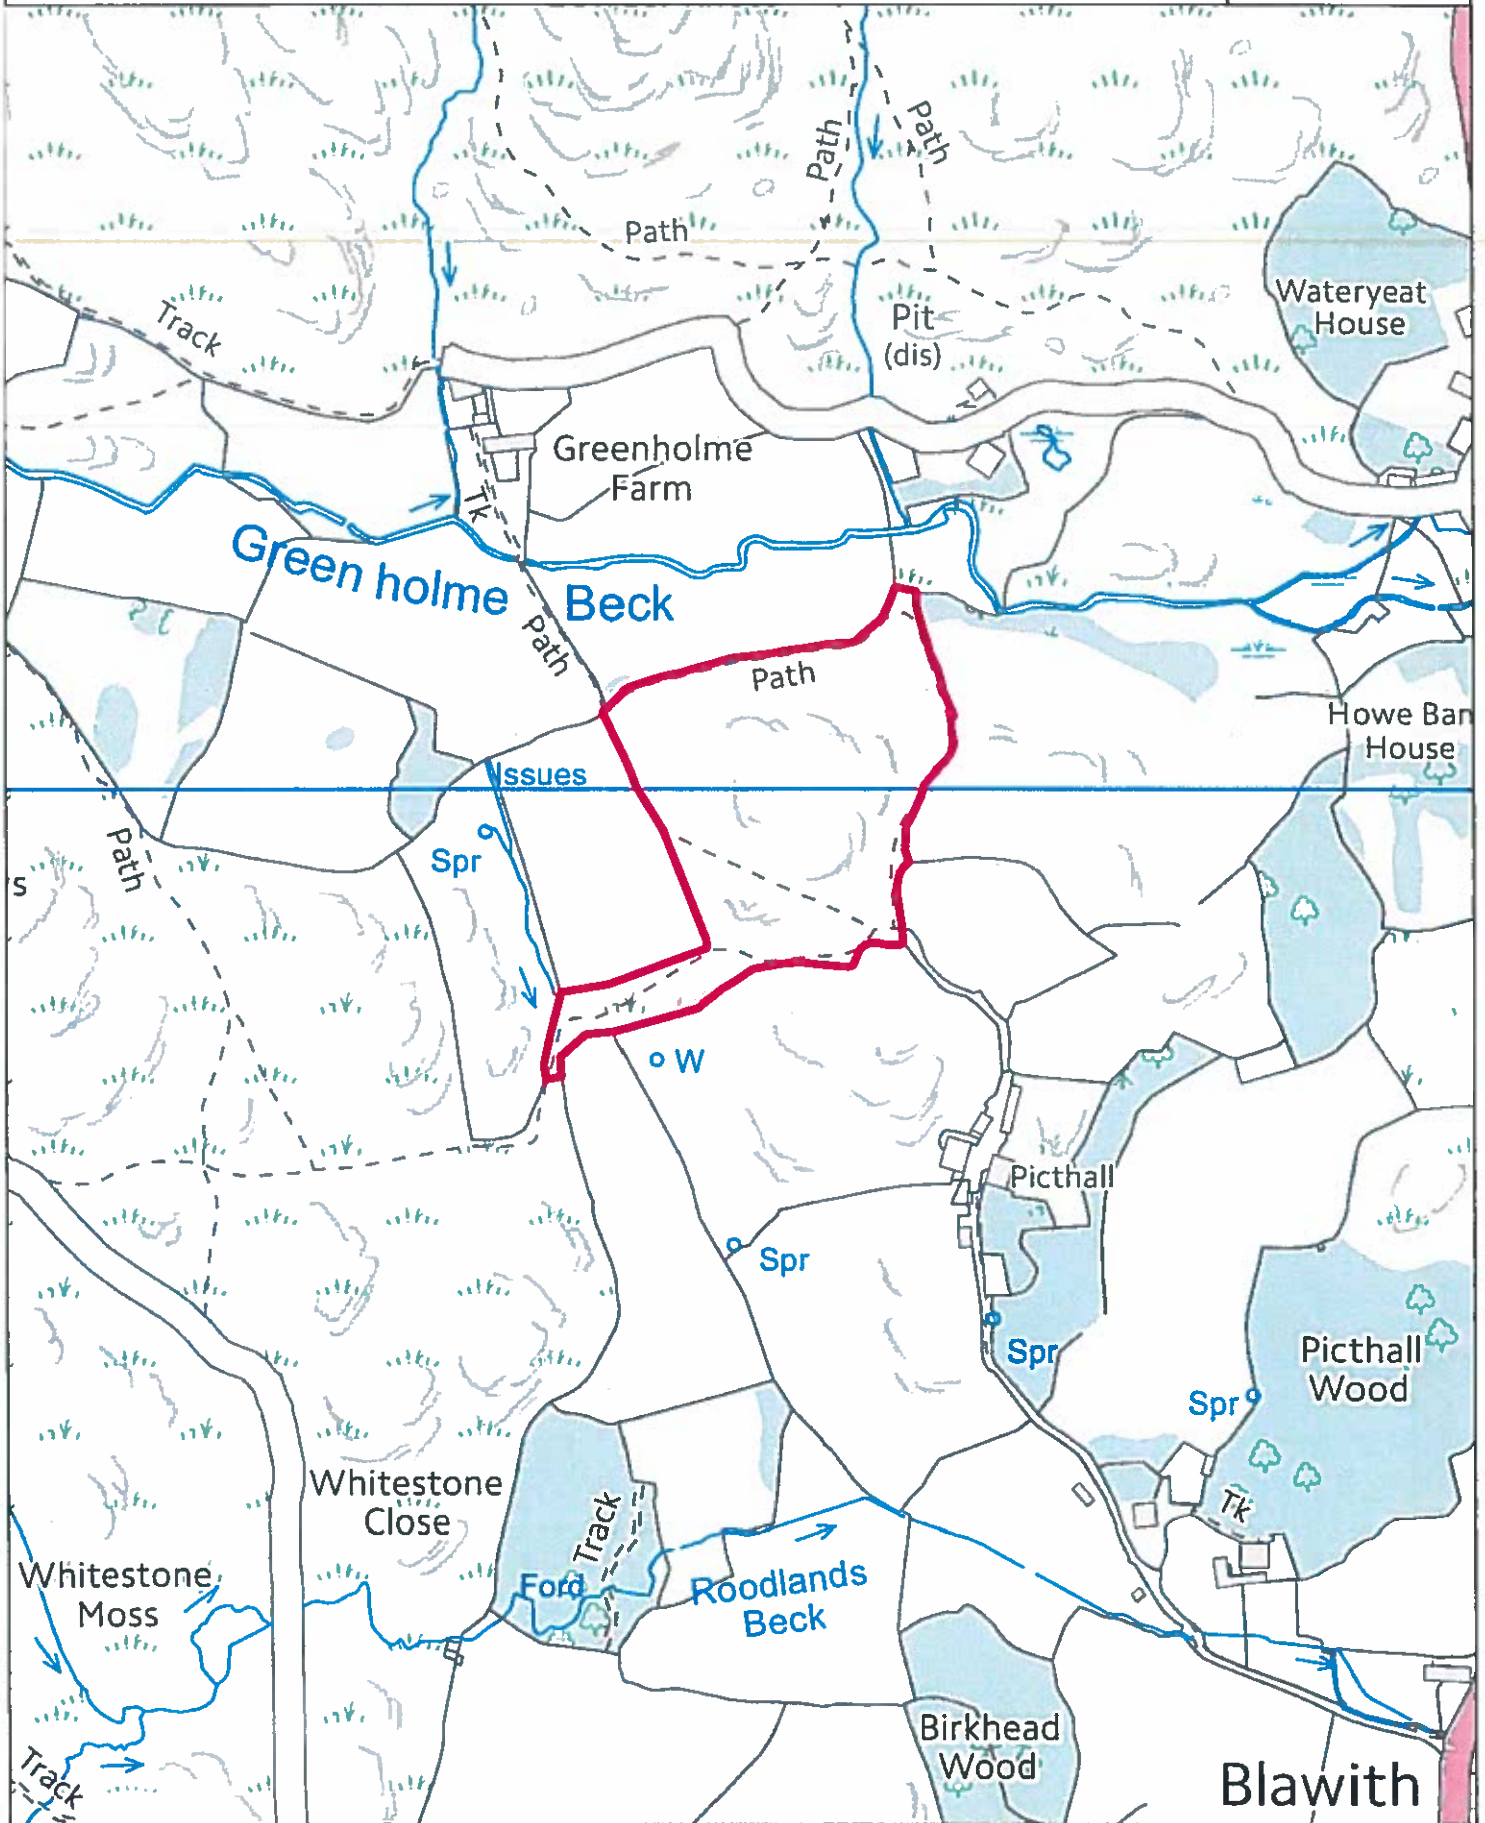 Path
Path
Path
Wateryeat
House
Track
Pit
(dis)
Greenholme
Farm
Tk
Green holme Beck
Path
Path
Howe Ban
House
Issues
Spr
Path
s
W
Picthall
Spr
Spr
Picthall
Wood
Spr
Whitestone
Close
Track
Tk
Whitestone
Moss
Ford
Roodlands
Beck
Birkhead
Wood
Track
Blawith